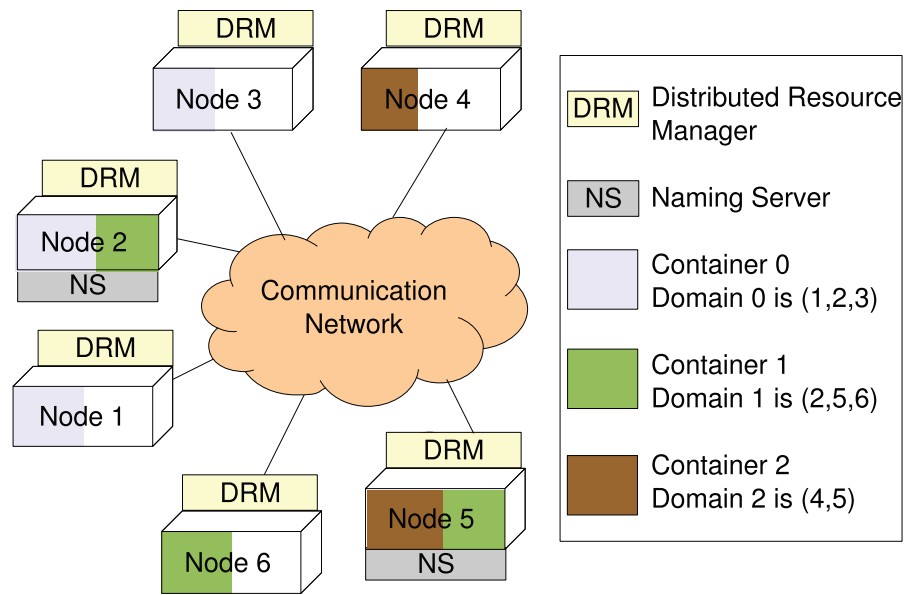 DRM
Node 3
DRM
Node 4
DRM
Node 2
NS
DRM
Node 1
Communication
Network
DRM
Node 6
DRM
Node 5
NS
DRM
Distributed Resource
Manager
NS
Naming Server
Container 0
Domain 0 is (1,2,3)
Container 1
Domain 1 is (2,5,6)
Container 2
Domain 2 is (4,5)